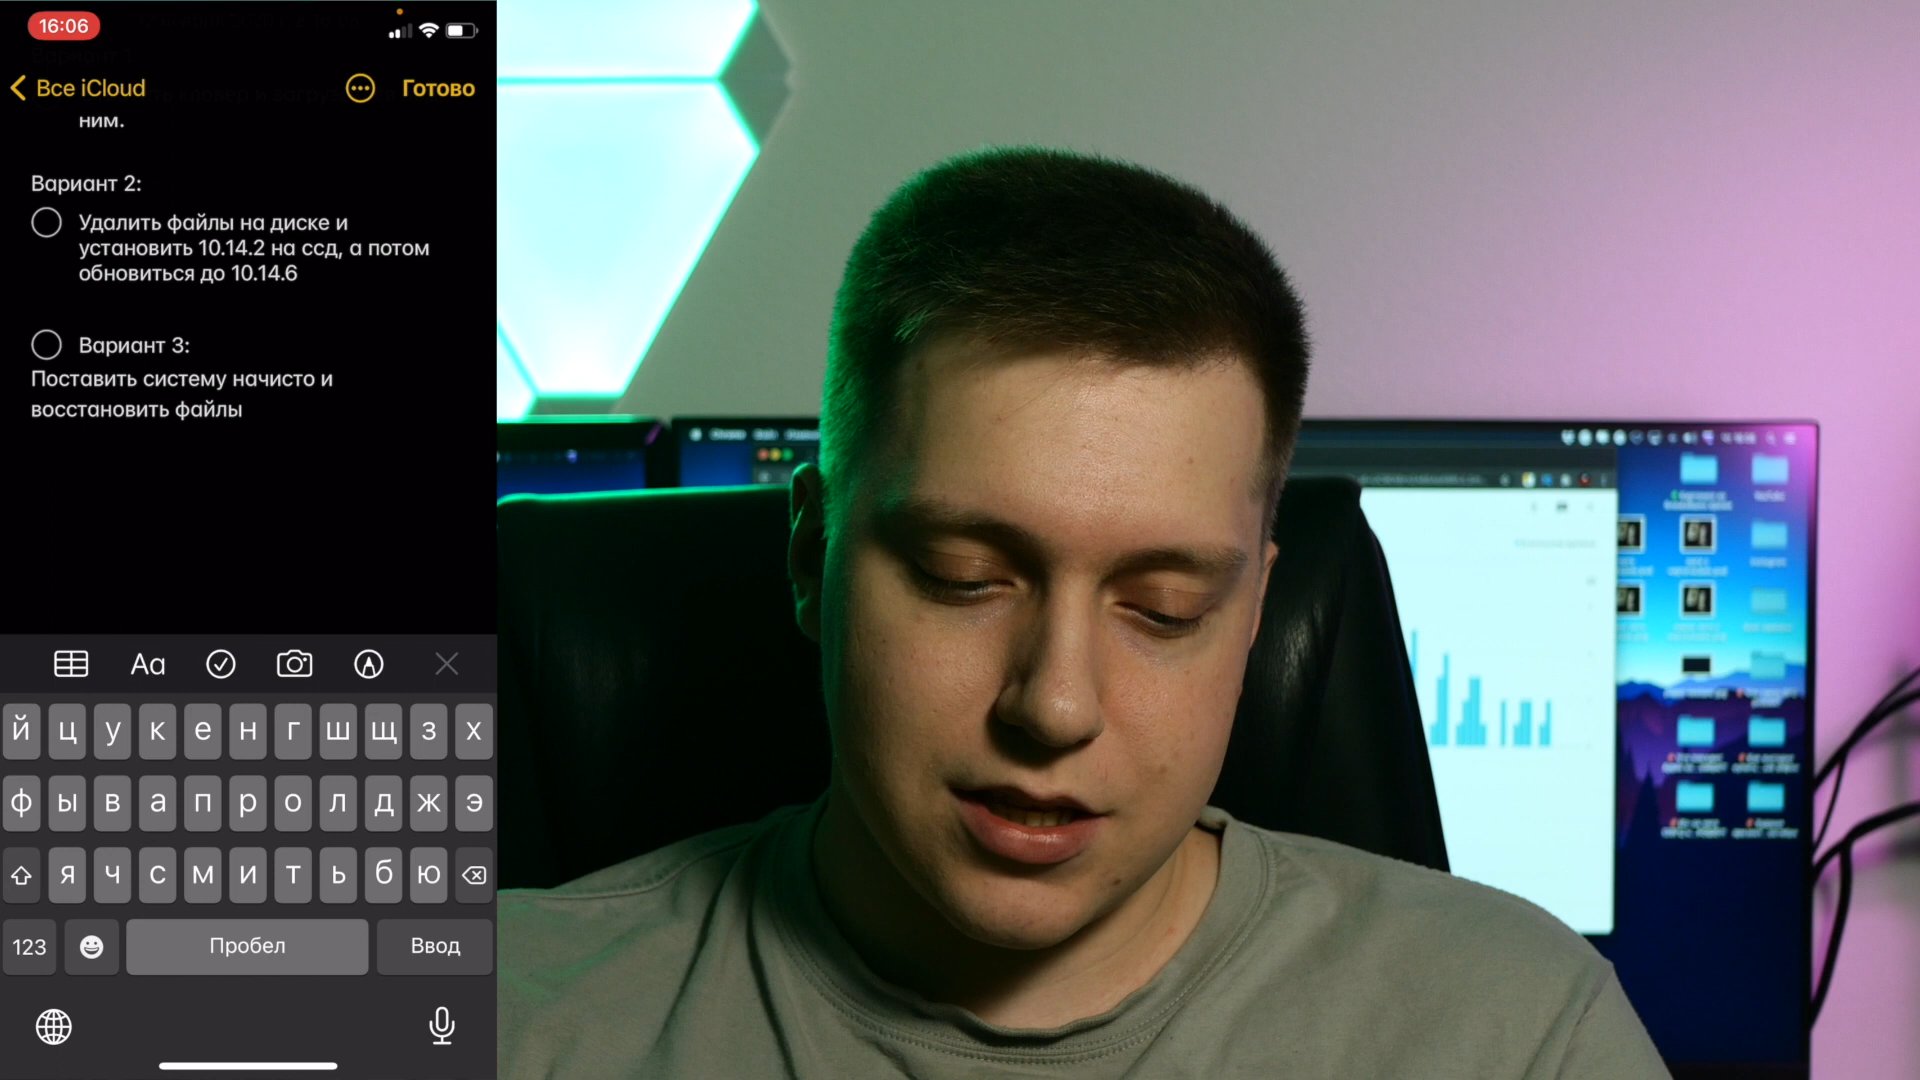 16:06
Все iCloud
Готово
ним.
Вариант 2:
Удалить файлы на диске и
установить 10.14.2 на ссд, а потом
обновиться до 10.14.6
Вариант 3:
Поставить систему начисто и
восстановить файлы
Aa
й ц у к е н г ш щ з х
ф ы в а п р о л д ж э
я ч с м и т ь б ю
123
Пробел
Ввод